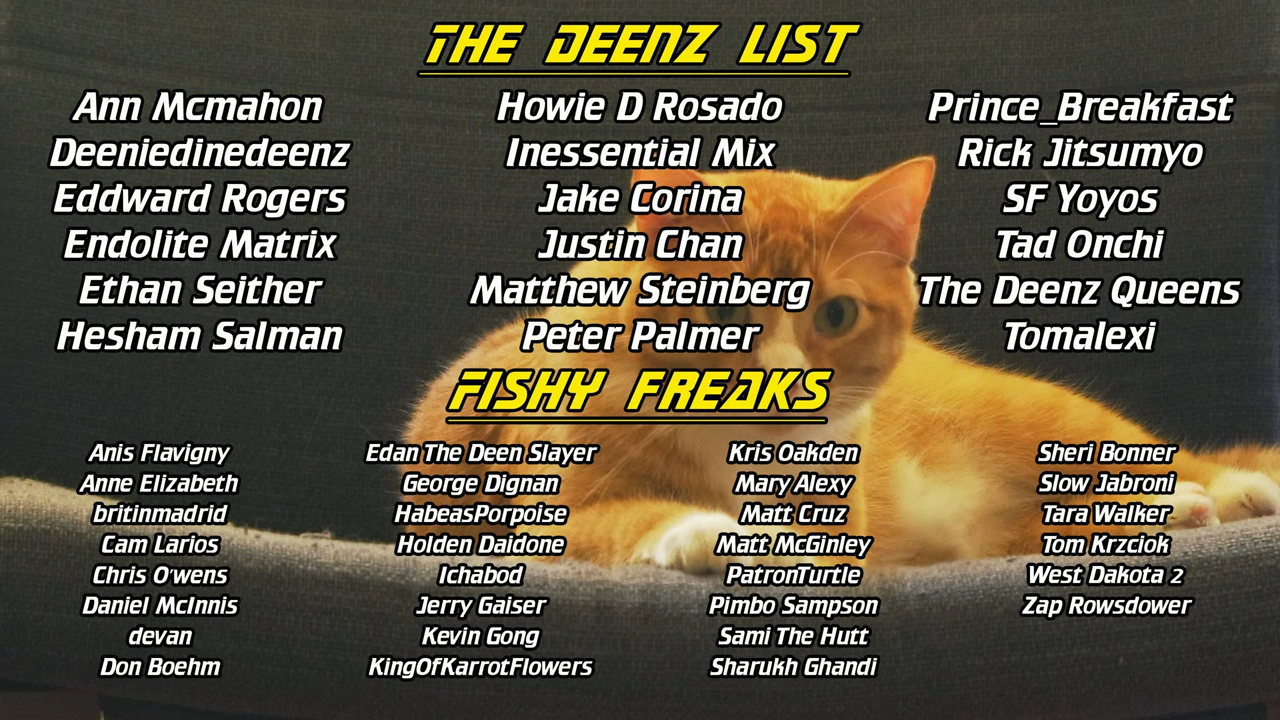 THE DEENZ LIST
Ann Mcmahon
Deeniedinedeenz
Eddward Rogers
Endolite Matrix
Ethan Seither
Hesham Salman
Howie D Rosado
Inessential Mix
Jake Corina
Justin Chan
Matthew Steinberg
Peter Palmer
Prince_Breakfast
Rick Jitsumyo
SF Yoyos
Tad Onchi
The Deenz Queens
Tomalexi
FISHY FREAKS
Anis Flavigny
Anne Elizabeth
britinmadrid
Cam Larios
Chris O'wens
Daniel McInnis
devan
Don Boehm
Edan The Deen Slayer
George Dignan
HabeasPorpoise
Holden Daidone
Ichabod
Jerry Gaiser
Kevin Gong
KingOfKarrotFlowers
Kris Oakden
Mary Alexy
Matt Cruz
Matt McGinley
PatronTurtle
Pimbo Sampson
Sami The Hutt
Sharukh Ghandi
Sheri Bonner
Slow Jabroni
Tara Walker
Tom Krzciok
West Dakota 2
Zap Rowsdower